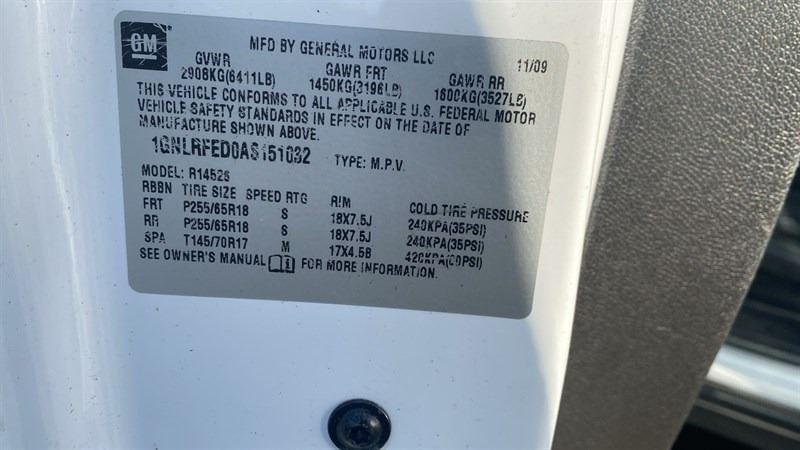 GM
MFD BY GENERAL MOTORS LLC 11/09
GVWR GAWR FRT GAWR RR
2908KG(6411LB) 1450KG(3196LB) 1600KG(3527LB)
THIS VEHICLE CONFORMS TO ALL APPLICABLE U.S. FEDERAL MOTOR
VEHICLE SAFETY STANDARDS IN EFFECT ON THE DATE OF
MANUFACTURE SHOWN ABOVE.
1GNLRFED0AS151032 TYPE: M.P.V.
MODEL: R14526
RBBN TIRE SIZE SPEED RTG RIM COLD TIRE PRESSURE
FRT P255/65R18 S 18X7.5J 240KPA(35PSI)
RR P255/65R18 S 18X7.5J 240KPA(35PSI)
SPA T145/70R17 M 17X4.5B 420KPA(60PSI)
SEE OWNER'S MANUAL FOR MORE INFORMATION.